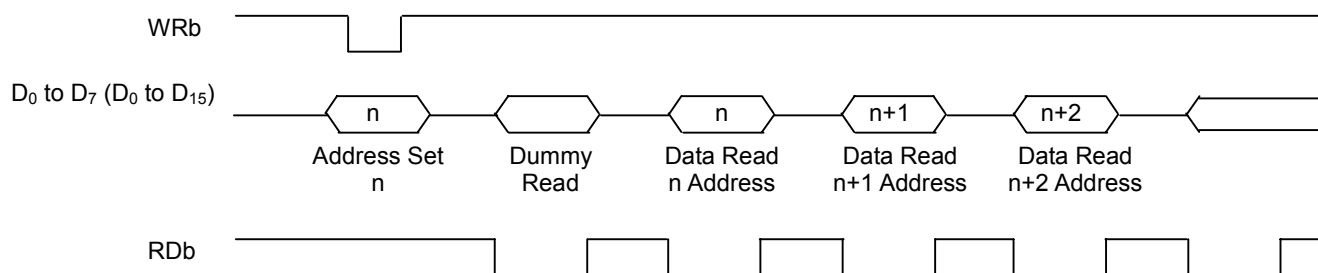 WRb
D₀ to D₇ (D₀ to D₁₅)
n
n
n+1
n+2
Address Set
n
Dummy
Read
Data Read
n Address
Data Read
n+1 Address
Data Read
n+2 Address
RDb